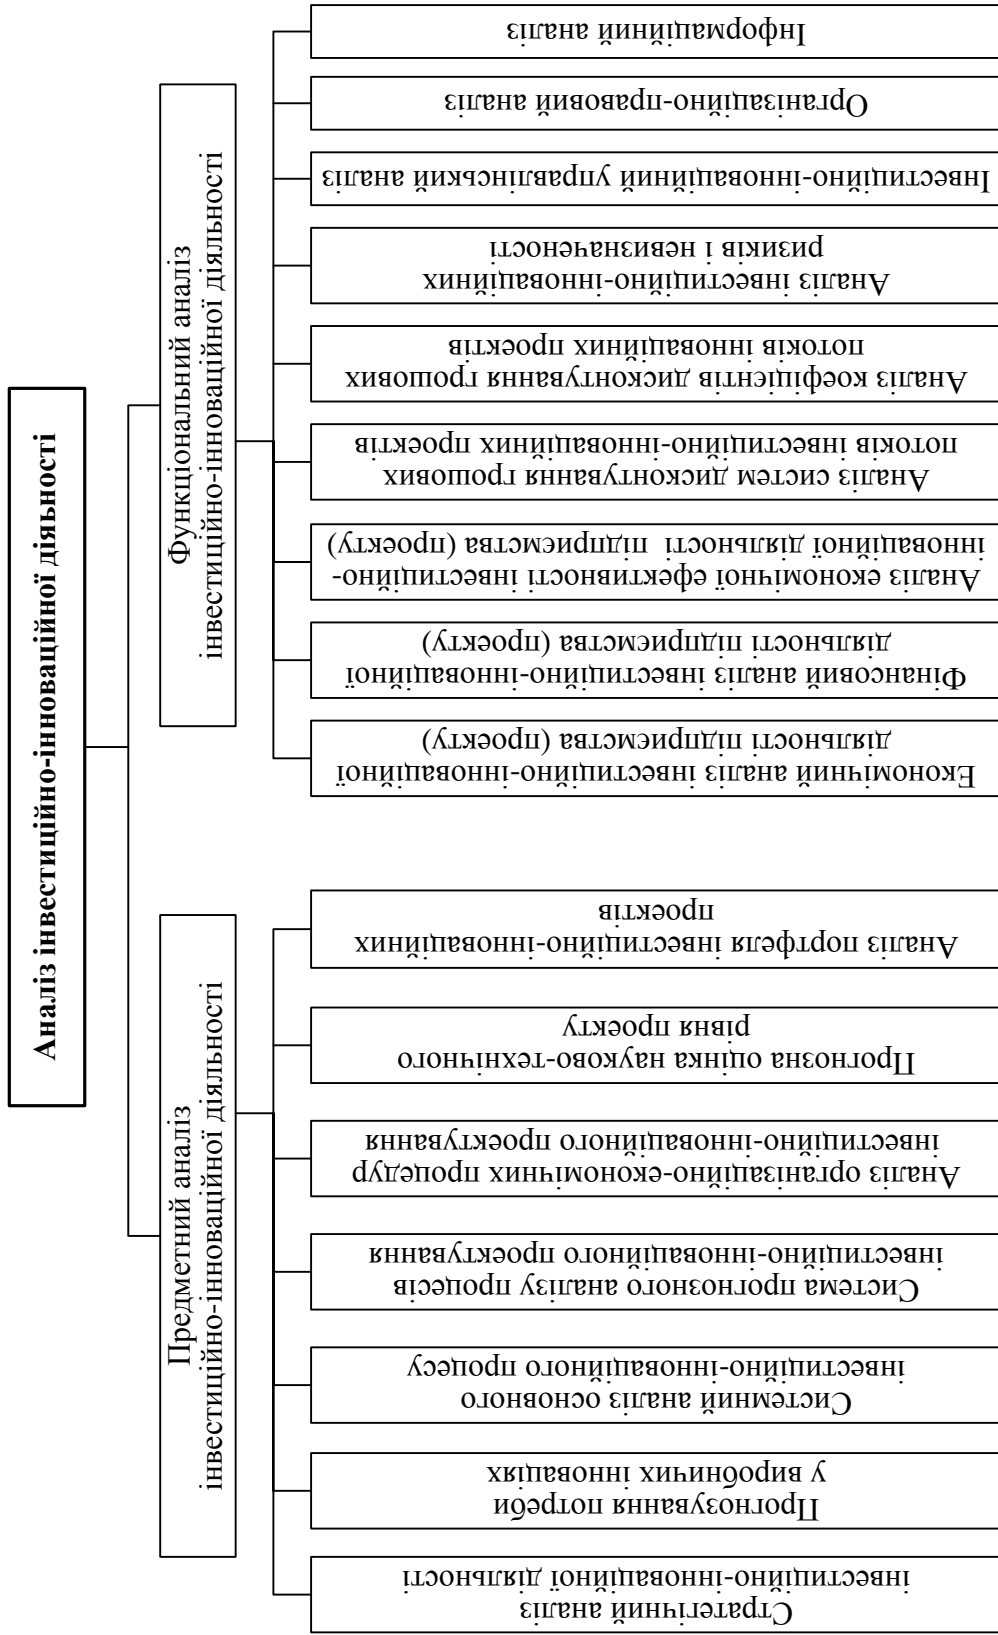 Аналіз інвестиційно-інноваційної діяльності
Предметний аналіз
інвестиційно-інноваційної діяльності
Стратегічний аналіз
інвестиційно-інноваційної діяльності
Прогнозування потреби
у виробничих інноваціях
Системний аналіз основного
інвестиційно-інноваційного процесу
Система прогнозного аналізу процесів
інвестиційно-інноваційного проектування
Аналіз організаційно-економічних процедур
інвестиційно-інноваційного проектування
Прогнозна оцінка науково-технічного
рівня проекту
Аналіз портфеля інвестиційно-інноваційних
проектів
Функціональний аналіз
інвестиційно-інноваційної діяльності
Економічний аналіз інвестиційно-інноваційної
діяльності підприємства (проекту)
Фінансовий аналіз інвестиційно-інноваційної
діяльності підприємства (проекту)
Аналіз економічної ефективності інвестиційно-
інноваційної діяльності підприємства (проекту)
Аналіз систем дисконтування грошових
потоків інвестиційно-інноваційних проектів
Аналіз коефіцієнтів дисконтування грошових
потоків інноваційних проектів
Аналіз інвестиційно-інноваційних
ризиків і невизначеності
Інвестиційно-інноваційний управлінський аналіз
Організаційно-правовий аналіз
Інформаційний аналіз